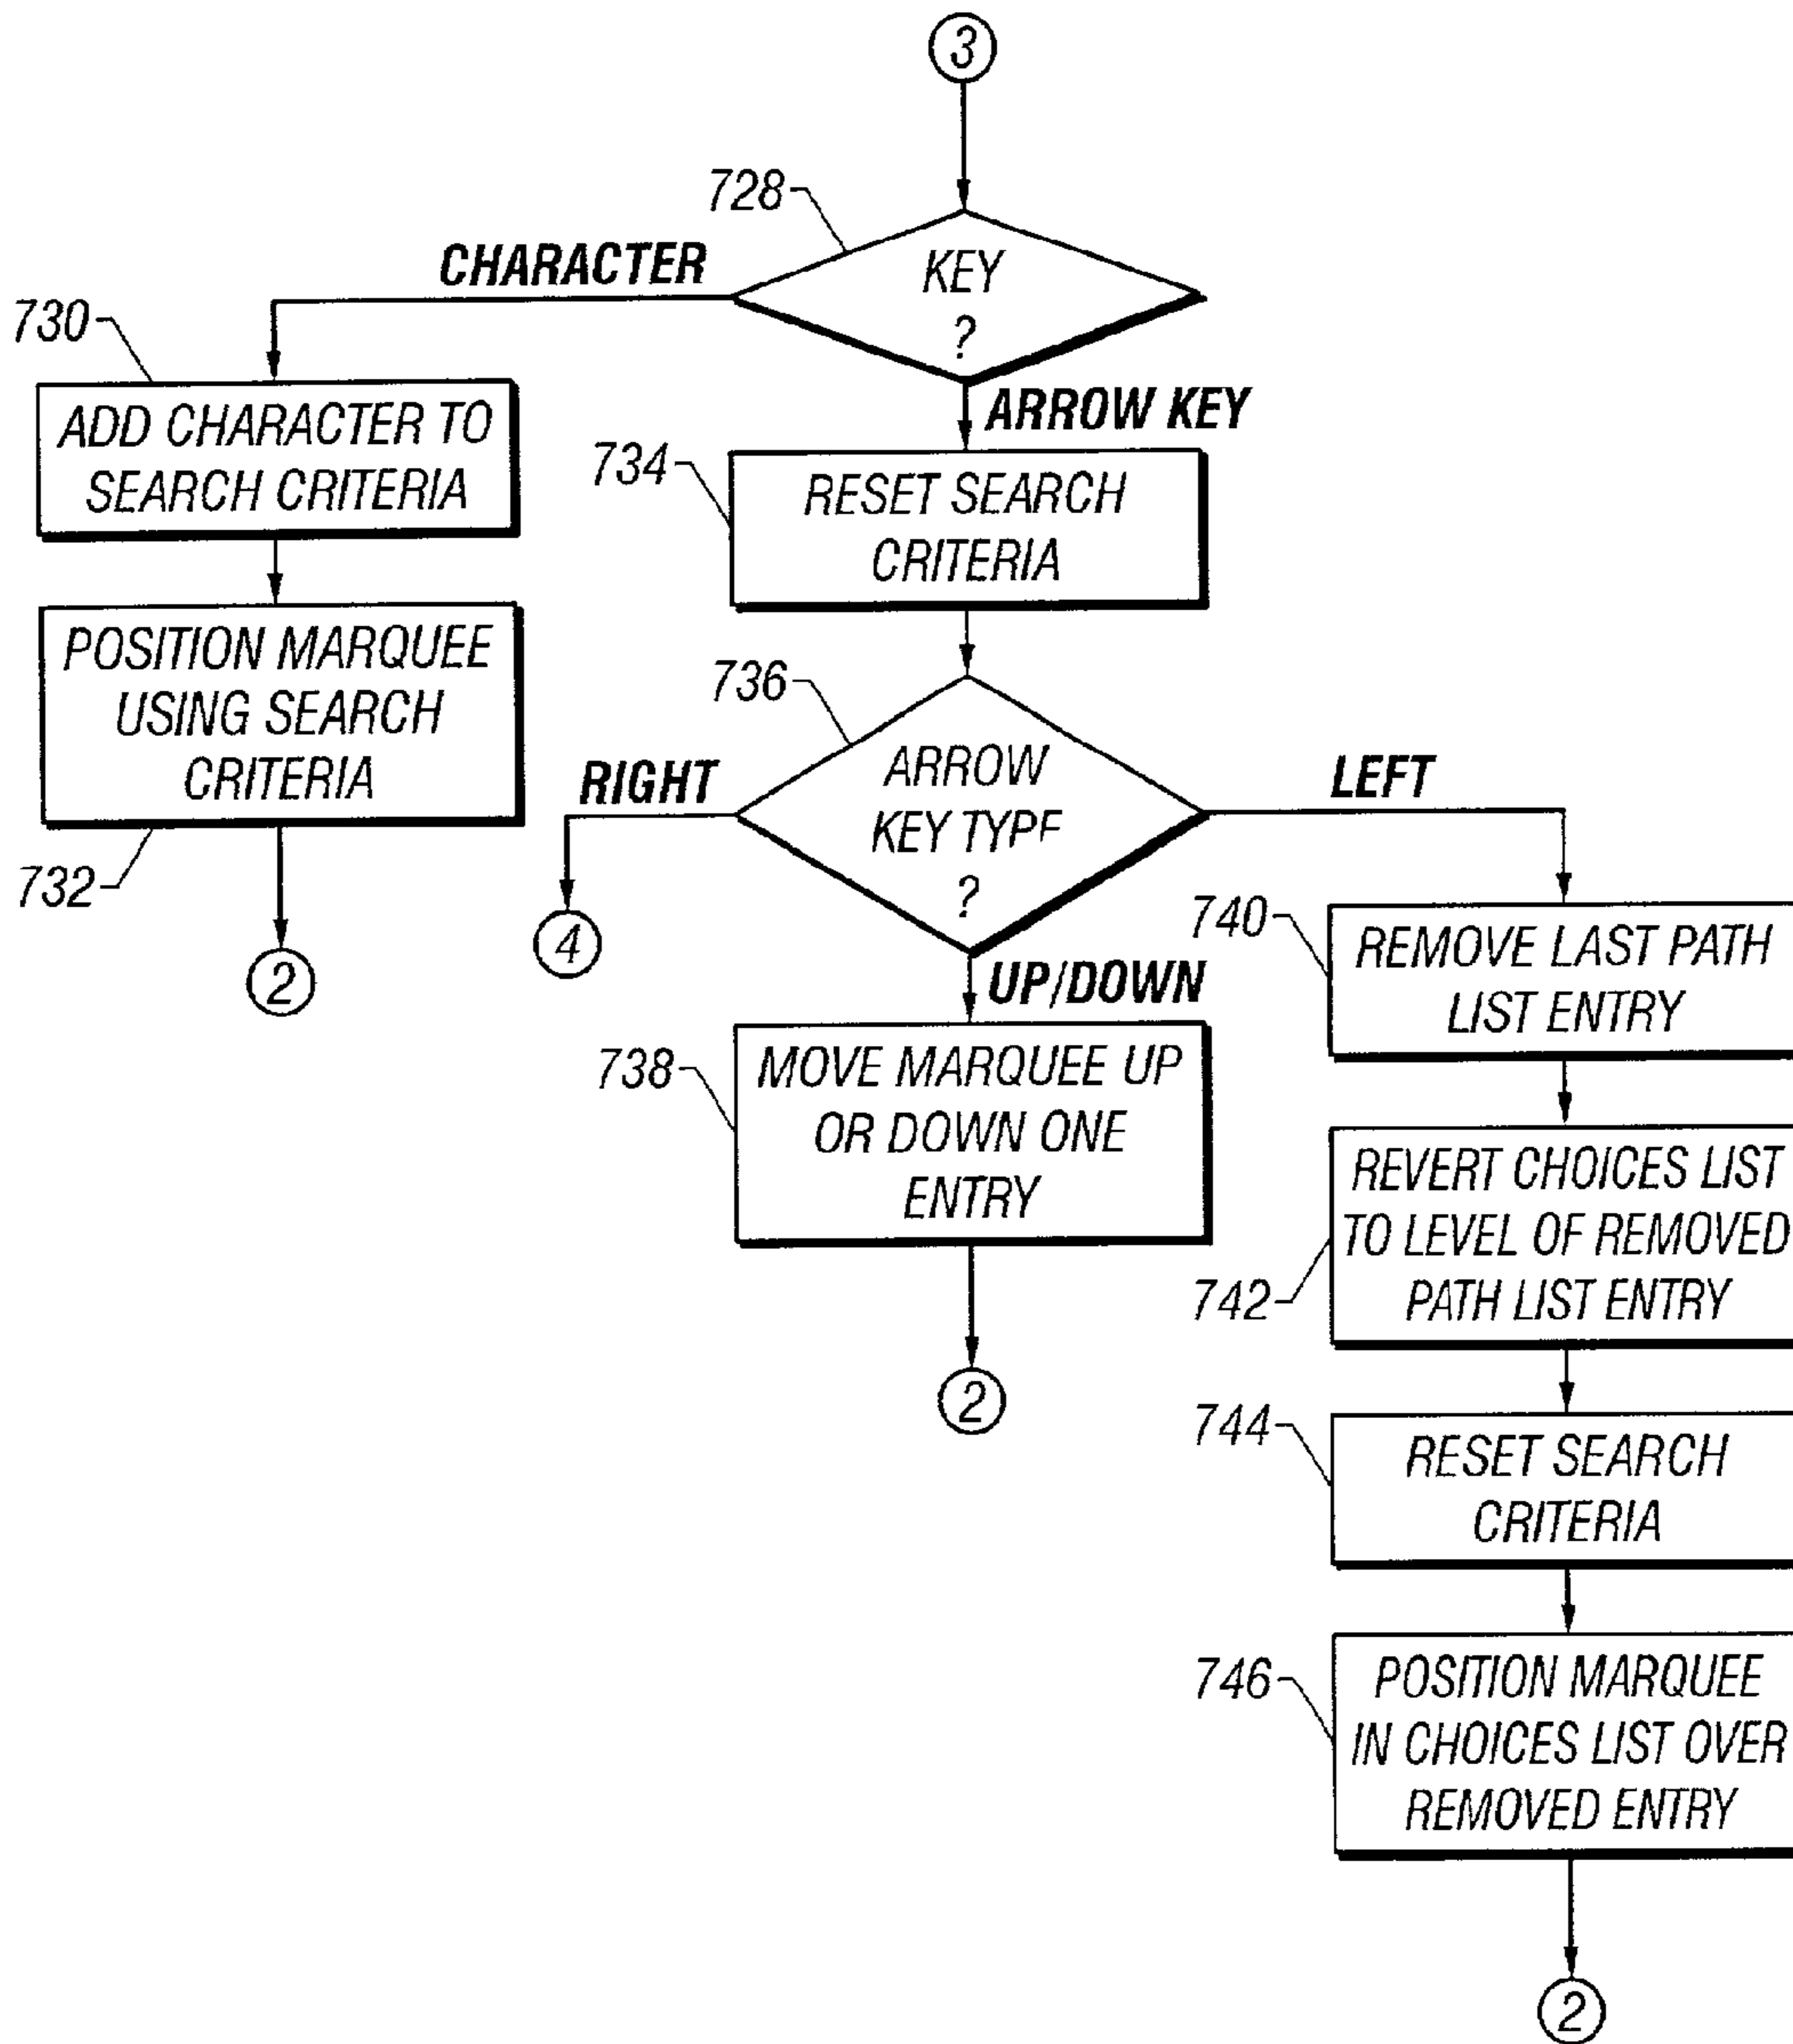 3
728
CHARACTER
KEY
?
730
ADD CHARACTER TO
SEARCH CRITERIA
ARROW KEY
734
RESET SEARCH
CRITERIA
POSITION MARQUEE
USING SEARCH
CRITERIA
732
2
736
RIGHT
ARROW
KEY TYPE
?
LEFT
4
UP/DOWN
738
MOVE MARQUEE UP
OR DOWN ONE
ENTRY
2
740
REMOVE LAST PATH
LIST ENTRY
REVERT CHOICES LIST
TO LEVEL OF REMOVED
PATH LIST ENTRY
742
744
RESET SEARCH
CRITERIA
746
POSITION MARQUEE
IN CHOICES LIST OVER
REMOVED ENTRY
2